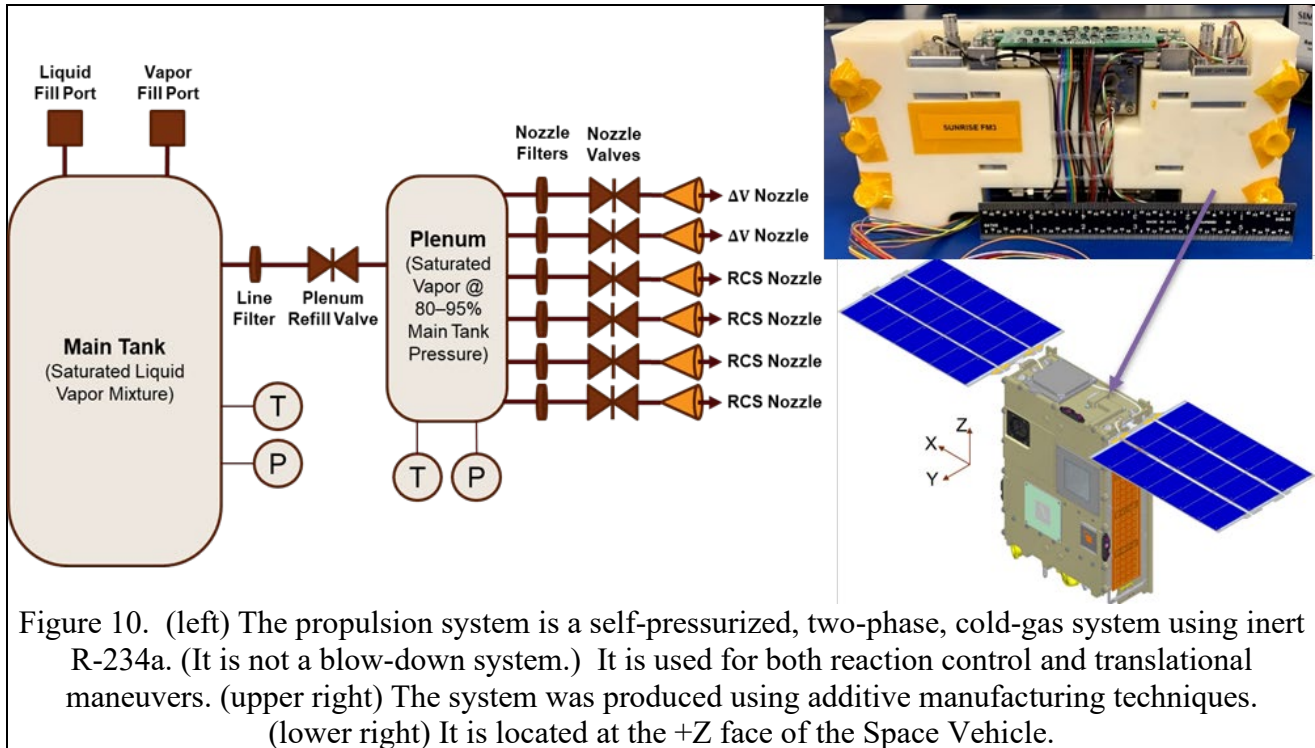 Liquid
Fill Port
Vapor
Fill Port
Nozzle
Filters
Nozzle
Valves
ΔV Nozzle
ΔV Nozzle
RCS Nozzle
RCS Nozzle
RCS Nozzle
RCS Nozzle
Plenum
(Saturated
Vapor @
80–95%
Main Tank
Pressure)
Line
Filter
Plenum
Refill Valve
Main Tank
(Saturated Liquid
Vapor Mixture)
T
P
T
P
SUNRISE FM3
X
Y
Z
Figure 10. (left) The propulsion system is a self-pressurized, two-phase, cold-gas system using inert
R-234a. (It is not a blow-down system.) It is used for both reaction control and translational
maneuvers. (upper right) The system was produced using additive manufacturing techniques.
(lower right) It is located at the +Z face of the Space Vehicle.